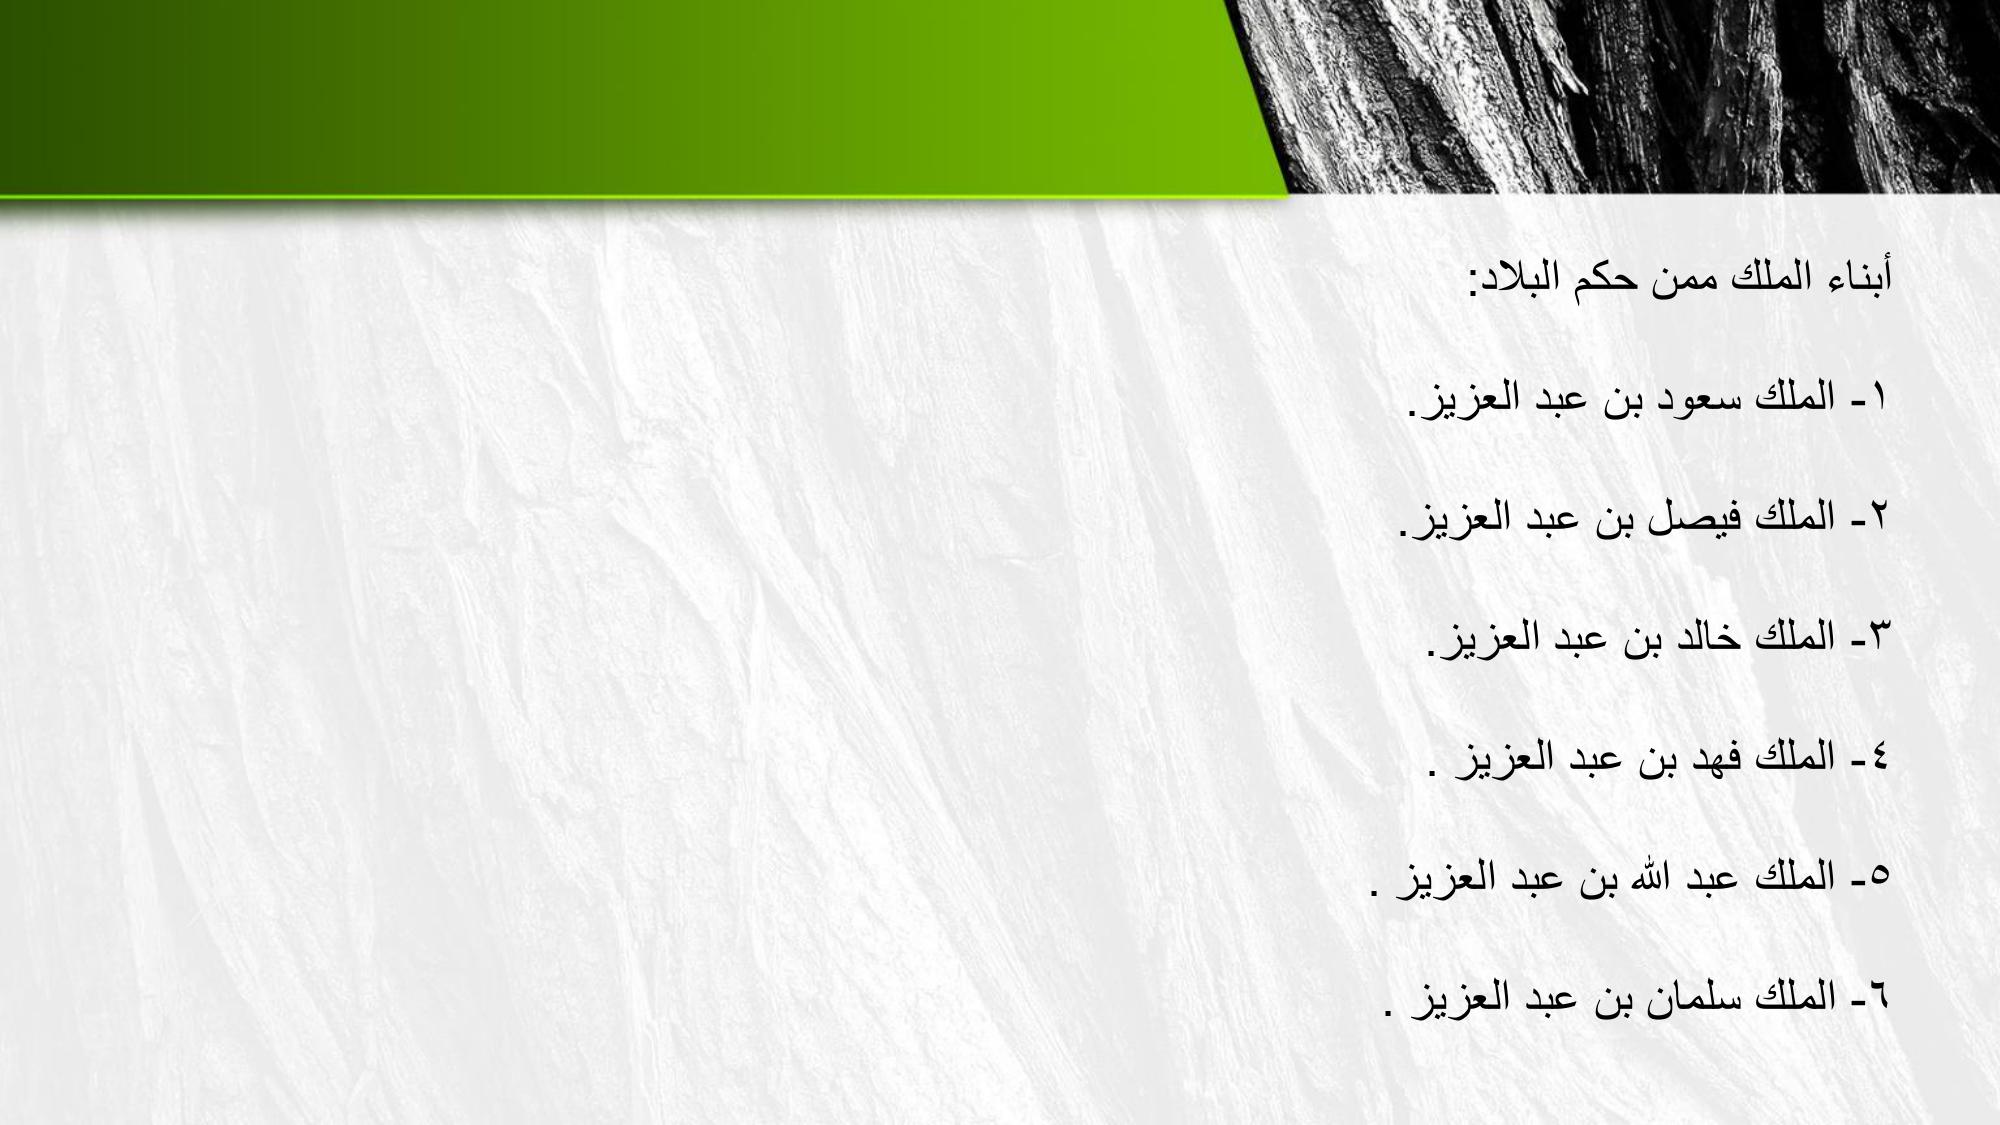 أبناء الملك ممن حكم البلاد:
١- الملك سعود بن عبد العزيز.
٢- الملك فيصل بن عبد العزيز.
٣- الملك خالد بن عبد العزيز.
٤- الملك فهد بن عبد العزيز .
٥- الملك عبد الله بن عبد العزيز .
٦- الملك سلمان بن عبد العزيز .